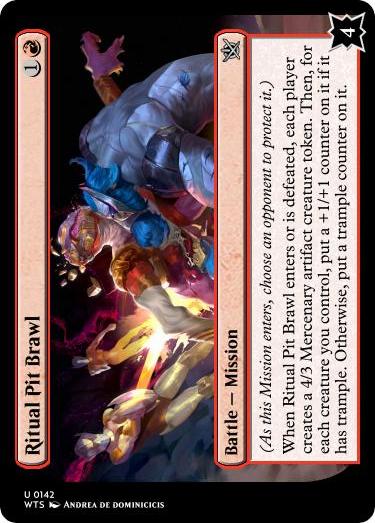 Ritual Pit Brawl
1
Battle – Mission
(As this Mission enters, choose an opponent to protect it.)
When Ritual Pit Brawl enters or is defeated, each player
creates a 4/3 Mercenary artifact creature token. Then, for
each creature you control, put a +1/+1 counter on it if it
has trample. Otherwise, put a trample counter on it.
4
U 0142
WTS ANDREA DE DOMINICIS